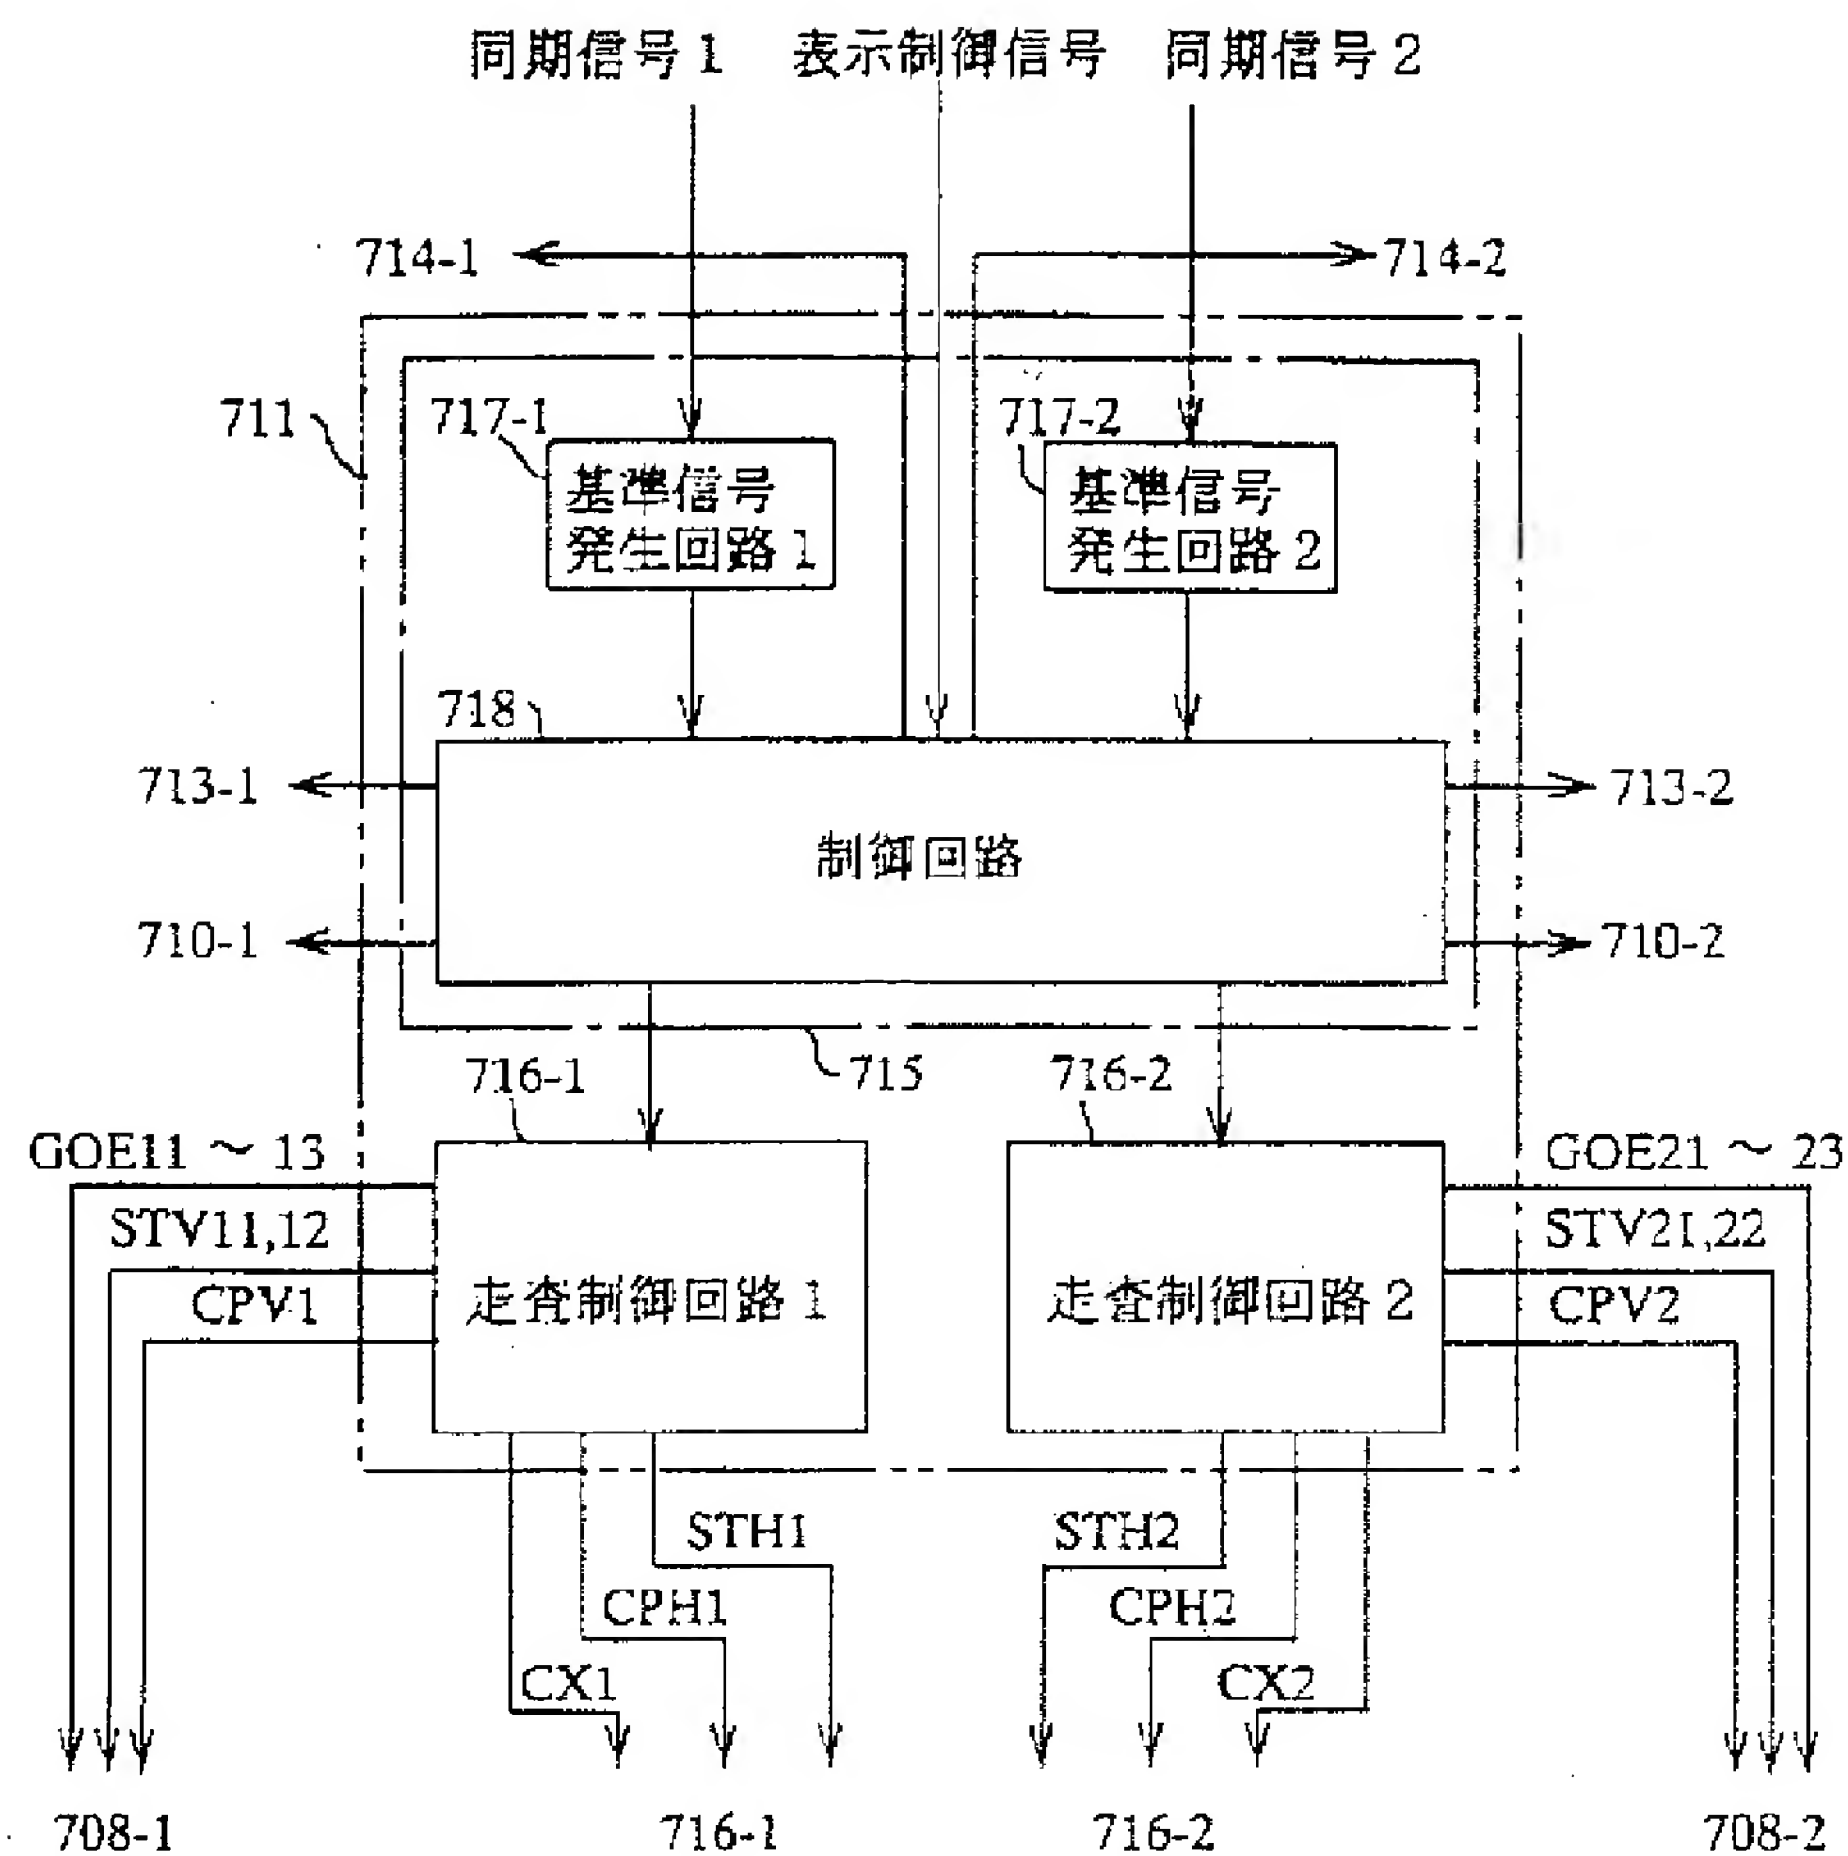 同期信号1 表示制御信号 同期信号2
714-1 714-2
711 717-1 717-2
基準信号
発生回路1
基準信号
発生回路2
718
713-1 713-2
制御回路
710-1 710-2
716-1 715 716-2
GOE11 ～ 13 GOE21 ～ 23
STV11,12 STV21,22
CPV1 CPV2
走査制御回路1 走査制御回路2
STH1 STH2
CPH1 CPH2
CX1 CX2
708-1 716-1 716-2 708-2